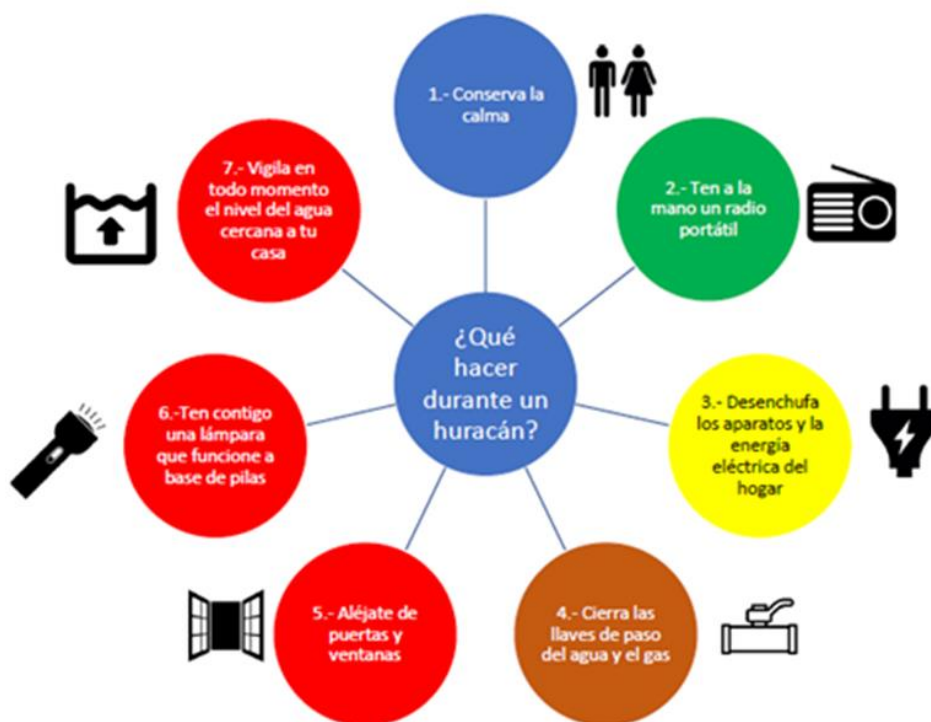 ¿Qué
hacer
durante un
huracán?
1.- Conserva la
calma
2.- Ten a la
mano un radio
portátil
3.- Desenchufa
los aparatos y la
energía
eléctrica del
hogar
4.- Cierra las
llaves de paso
del agua y el gas
5.- Aléjate de
puertas y
ventanas
6.-Ten contigo
una lámpara
que funcione a
base de pilas
7.- Vigila en
todo momento
el nivel del agua
cercana a tu
casa